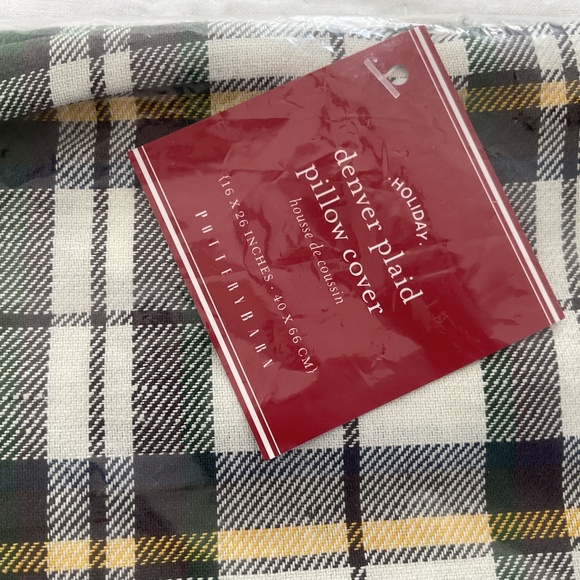 ·HOLIDAY·
denver plaid
pillow cover
housse de coussin
(16 X 26 INCHES · 40 X 66 CM)
POTTERYBARN